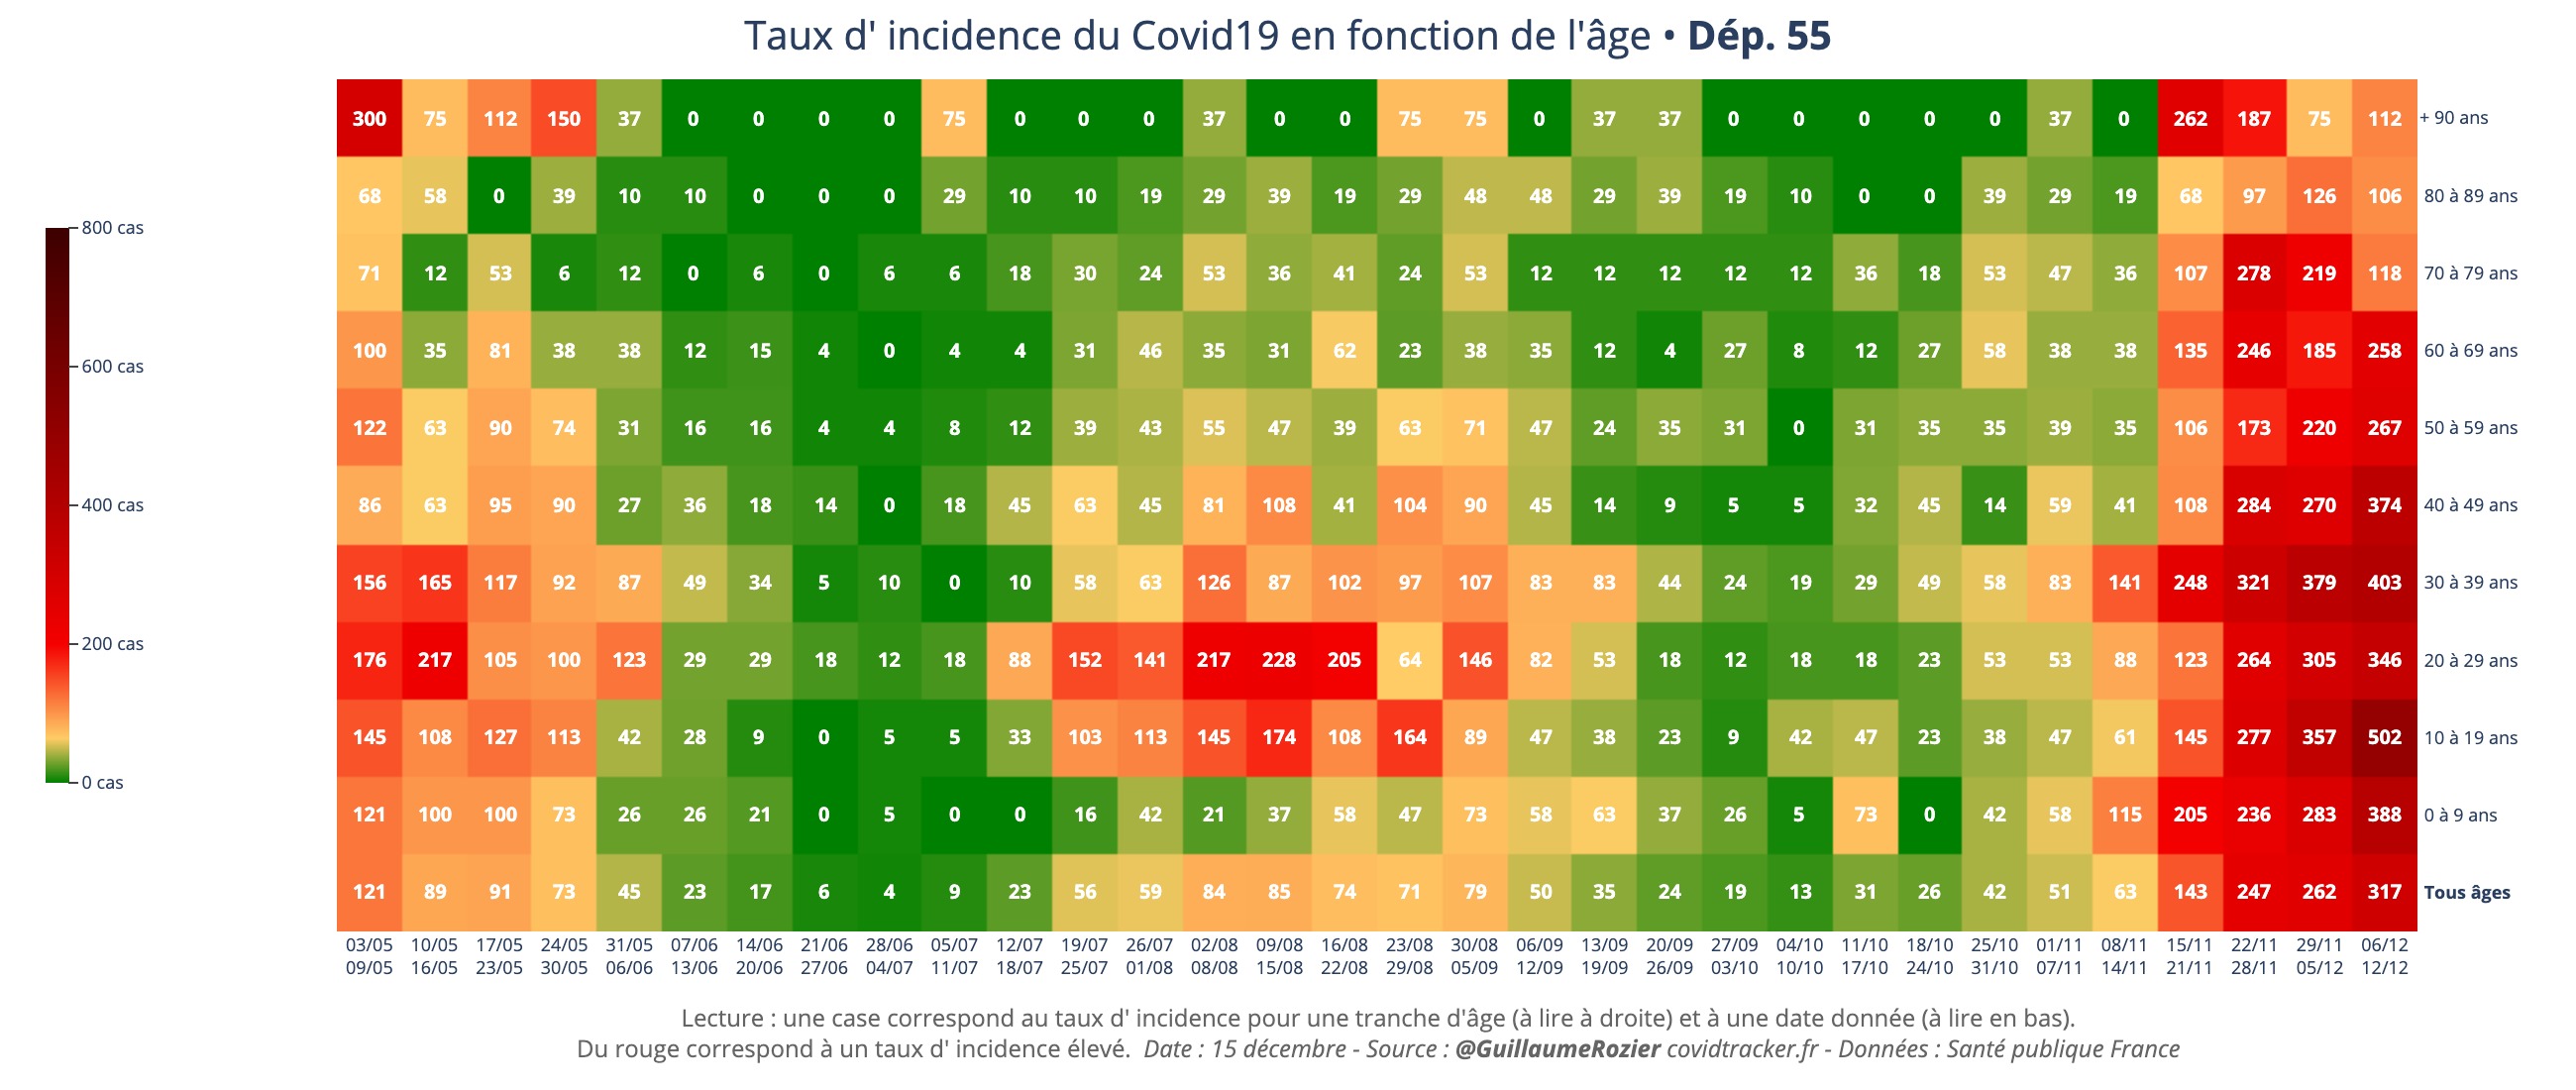 Taux d' incidence du Covid19 en fonction de l'âge • Dép. 55
300 75 112 150 37 0 0 0 0 75 0 0 0 37 0 0 75 75 0 37 37 0 0 0 0 0 37 0 262 187 75 112 + 90 ans
68 58 0 39 10 10 0 0 0 29 10 10 19 29 39 19 29 48 48 29 39 19 10 0 0 39 29 19 68 97 126 106 80 à 89 ans
71 12 53 6 12 0 6 0 6 6 18 30 24 53 36 41 24 53 12 12 12 12 12 36 18 53 47 36 107 278 219 118 70 à 79 ans
100 35 81 38 38 12 15 4 0 4 4 31 46 35 31 62 23 38 35 12 4 27 8 12 27 58 38 38 135 246 185 258 60 à 69 ans
122 63 90 74 31 16 16 4 4 8 12 39 43 55 47 39 63 71 47 24 35 31 0 31 35 35 39 35 106 173 220 267 50 à 59 ans
86 63 95 90 27 36 18 14 0 18 45 63 45 81 108 41 104 90 45 14 9 5 5 32 45 14 59 41 108 284 270 374 40 à 49 ans
156 165 117 92 87 49 34 5 10 0 10 58 63 126 87 102 97 107 83 83 44 24 19 29 49 58 83 141 248 321 379 403 30 à 39 ans
176 217 105 100 123 29 29 18 12 18 88 152 141 217 228 205 64 146 82 53 18 12 18 18 23 53 53 88 123 264 305 346 20 à 29 ans
145 108 127 113 42 28 9 0 5 5 33 103 113 145 174 108 164 89 47 38 23 9 42 47 23 38 47 61 145 277 357 502 10 à 19 ans
121 100 100 73 26 26 21 0 5 0 0 16 42 21 37 58 47 73 58 63 37 26 5 73 0 42 58 115 205 236 283 388 0 à 9 ans
121 89 91 73 45 23 17 6 4 9 23 56 59 84 85 74 71 79 50 35 24 19 13 31 26 42 51 63 143 247 262 317 Tous âges
03/05 10/05 17/05 24/05 31/05 07/06 14/06 21/06 28/06 05/07 12/07 19/07 26/07 02/08 09/08 16/08 23/08 30/08 06/09 13/09 20/09 27/09 04/10 11/10 18/10 25/10 01/11 08/11 15/11 22/11 29/11 06/12
09/05 16/05 23/05 30/05 06/06 13/06 20/06 27/06 04/07 11/07 18/07 25/07 01/08 08/08 15/08 22/08 29/08 05/09 12/09 19/09 26/09 03/10 10/10 17/10 24/10 31/10 07/11 14/11 21/11 28/11 05/12 12/12
800 cas
600 cas
400 cas
200 cas
0 cas
Lecture : une case correspond au taux d' incidence pour une tranche d'âge (à lire à droite) et à une date donnée (à lire en bas).
Du rouge correspond à un taux d' incidence élevé. Date : 15 décembre - Source : @GuillaumeRozier covidtracker.fr - Données : Santé publique France